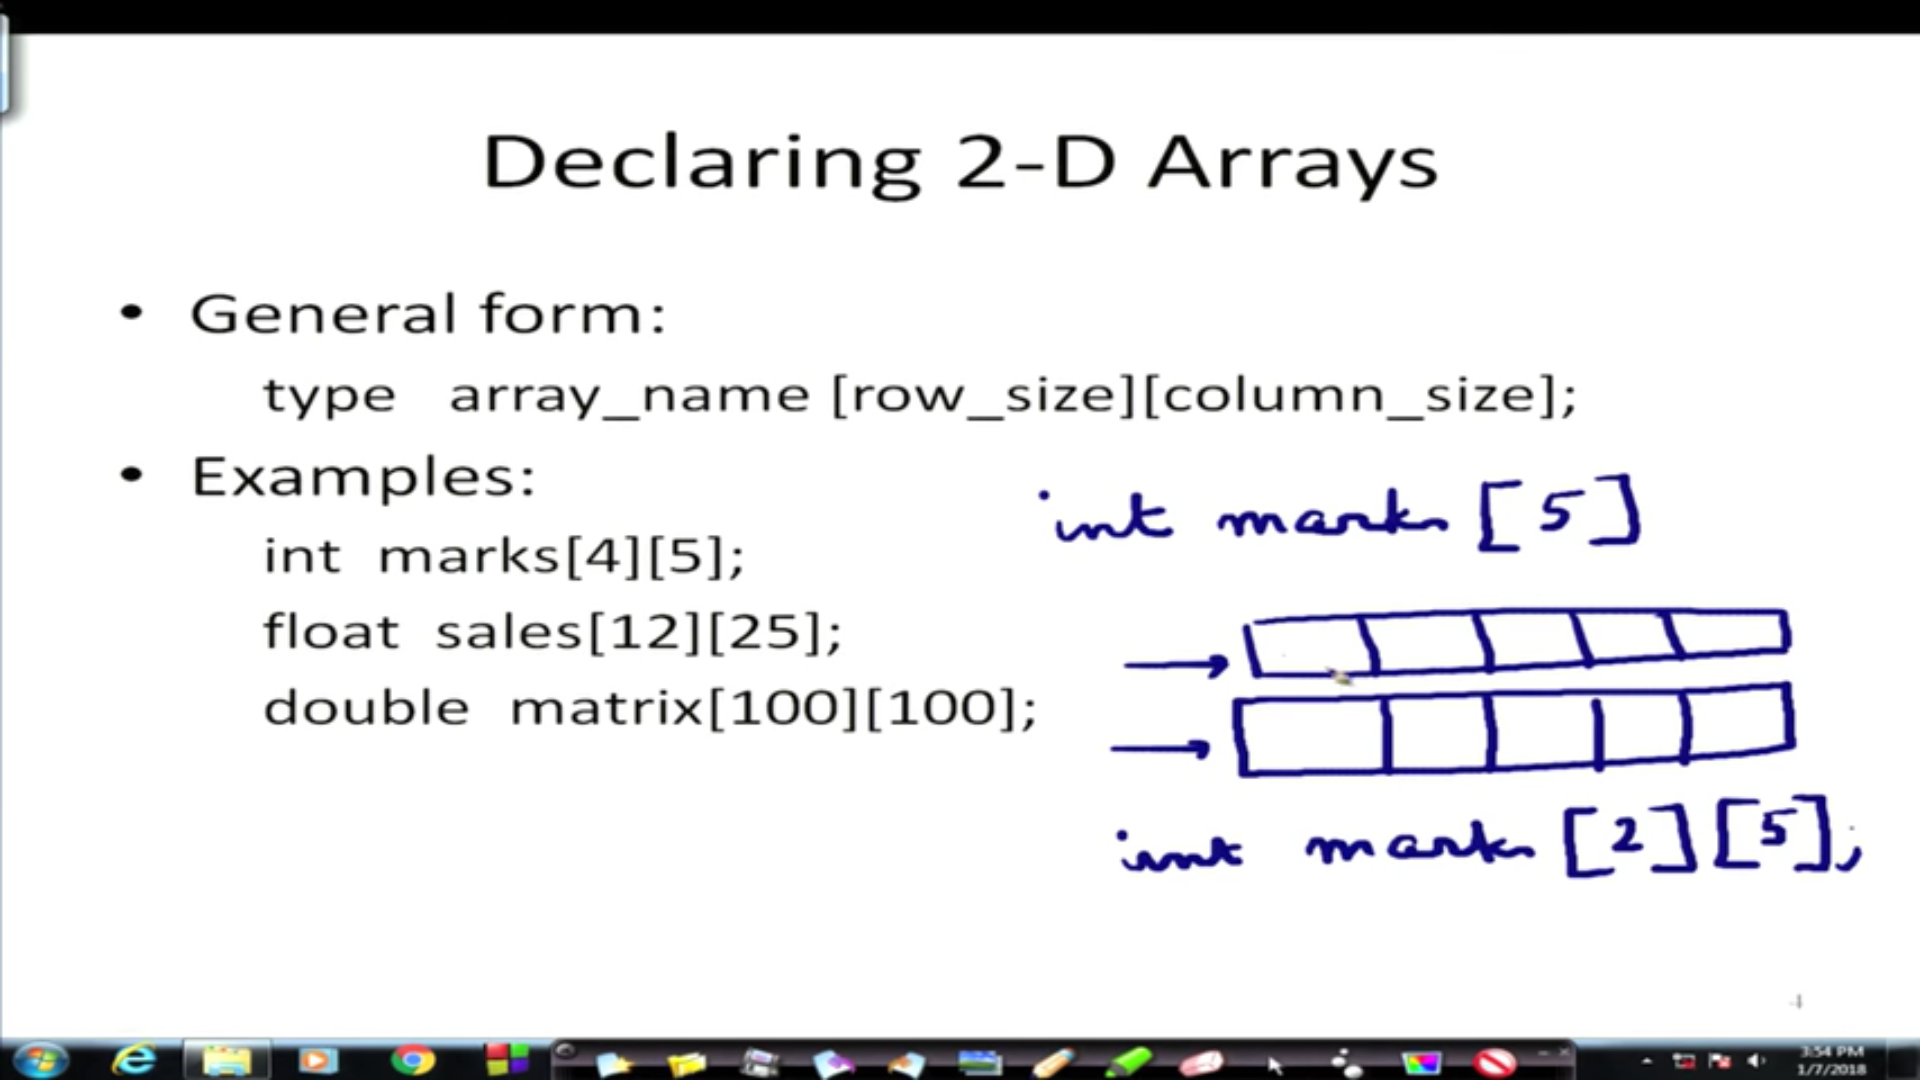 Declaring 2-D Arrays
• General form:
type array_name [row_size][column_size];
• Examples:
int marks[4][5];
float sales[12][25];
double matrix[100][100];
int marks [5]
int marks [2][5];
4
3:54 PM
1/7/2018